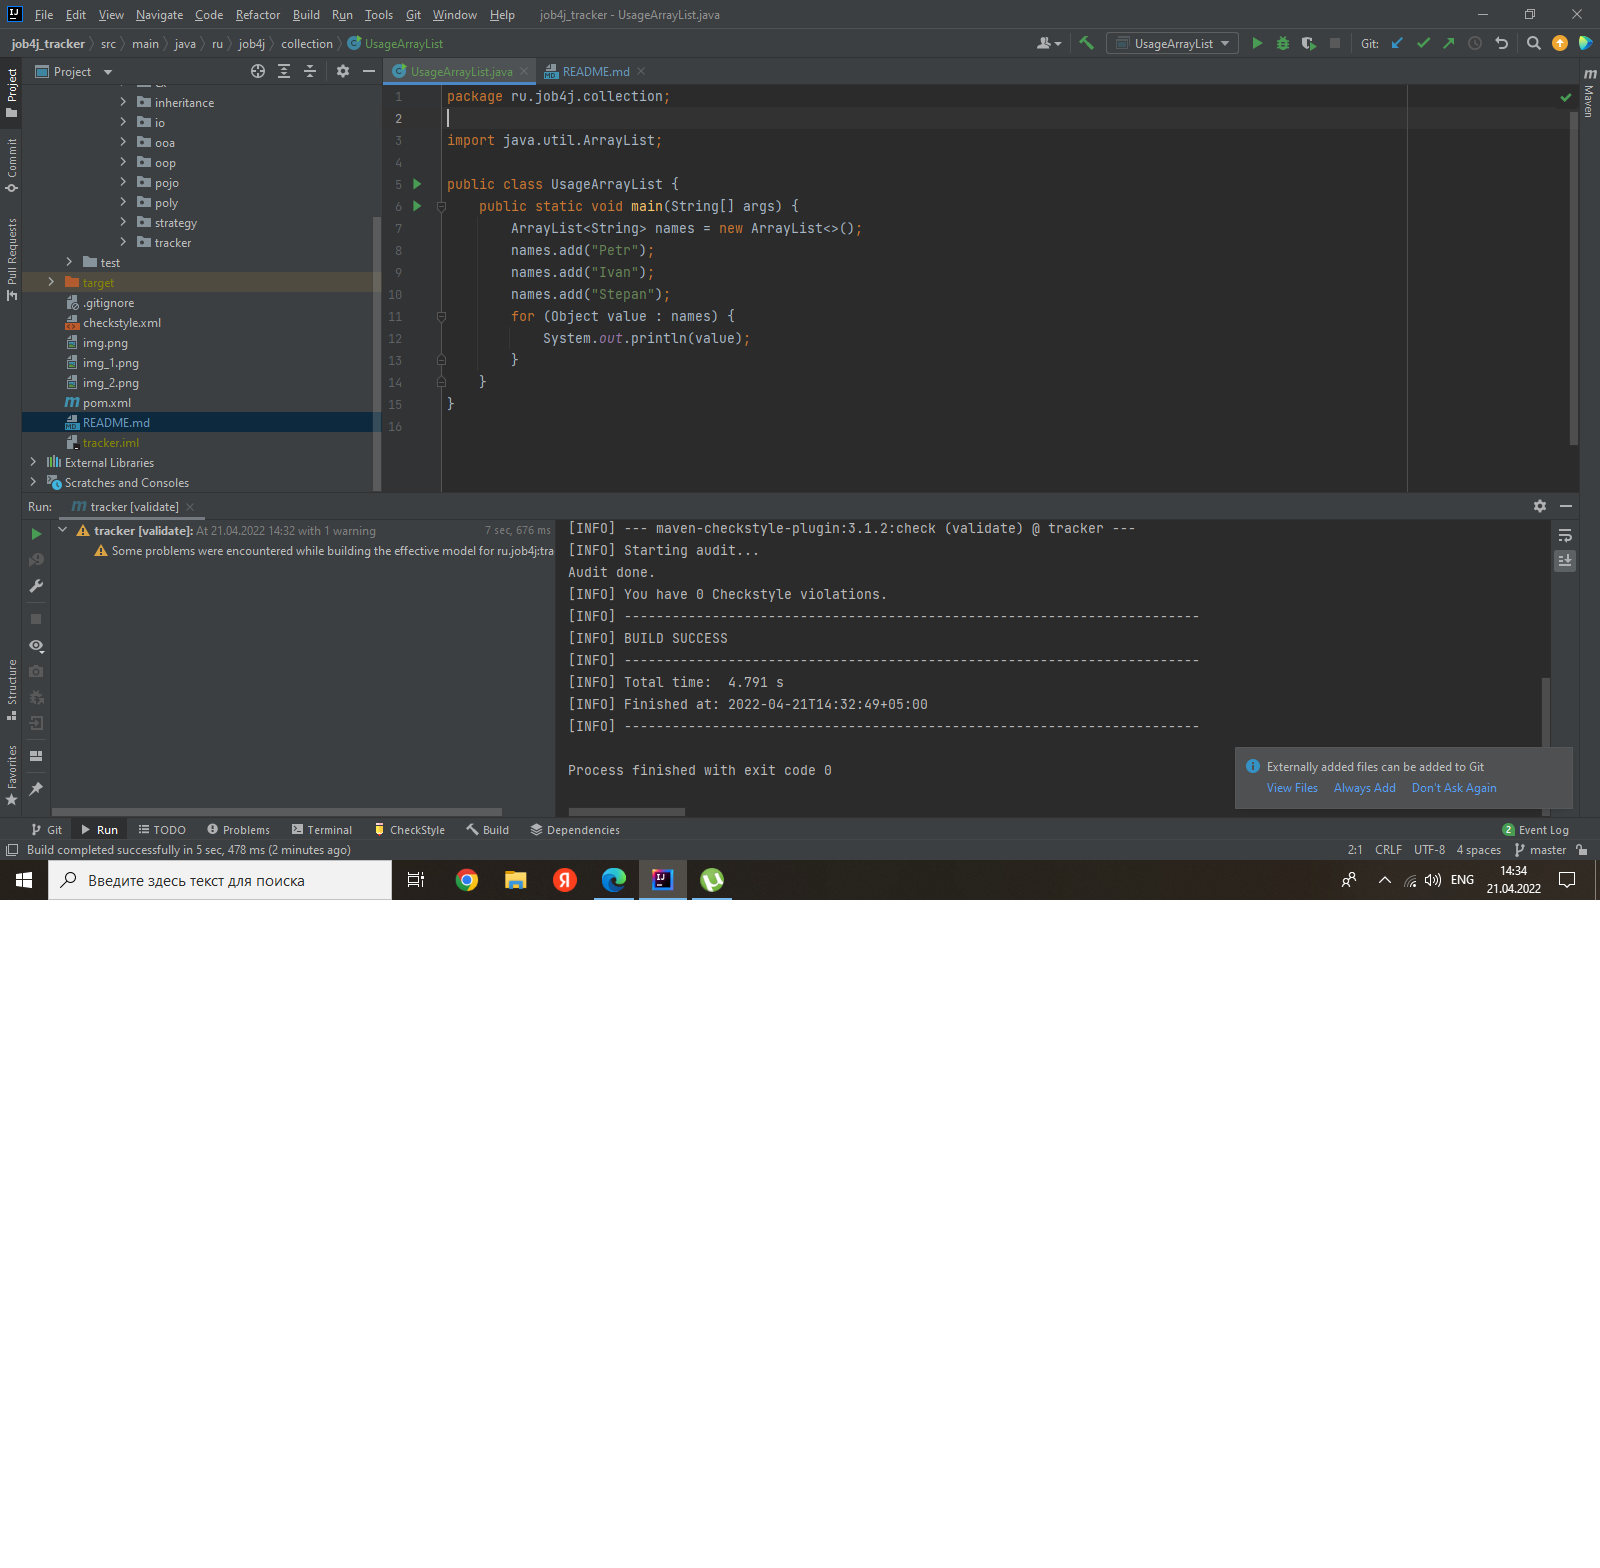 File Edit View Navigate Code Refactor Build Run Tools Git Window Help job4j_tracker - UsageArrayList.java
job4j_tracker src main java ru job4j collection UsageArrayList UsageArrayList Git:
Project
UsageArrayList.java README.md
Project
Commit
Pull Requests
Structure
Favorites
inheritance
io
ooa
oop
pojo
poly
strategy
tracker
test
target
.gitignore
checkstyle.xml
img.png
img_1.png
img_2.png
pom.xml
README.md
tracker.iml
External Libraries
Scratches and Consoles
1 package ru.job4j.collection;
2
3 import java.util.ArrayList;
4
5 public class UsageArrayList {
6 public static void main(String[] args) {
7 ArrayList<String> names = new ArrayList<>();
8 names.add("Petr");
9 names.add("Ivan");
10 names.add("Stepan");
11 for (Object value : names) {
12 System.out.println(value);
13 }
14 }
15 }
16
Maven
Run: tracker [validate]
tracker [validate]: At 21.04.2022 14:32 with 1 warning 7 sec, 676 ms
Some problems were encountered while building the effective model for ru.job4j:tra
[INFO] --- maven-checkstyle-plugin:3.1.2:check (validate) @ tracker ---
[INFO] Starting audit...
Audit done.
[INFO] You have 0 Checkstyle violations.
[INFO] ------------------------------------------------------------------------
[INFO] BUILD SUCCESS
[INFO] ------------------------------------------------------------------------
[INFO] Total time:  4.791 s
[INFO] Finished at: 2022-04-21T14:32:49+05:00
[INFO] ------------------------------------------------------------------------
Process finished with exit code 0
Externally added files can be added to Git
View Files Always Add Don't Ask Again
Git Run TODO Problems Terminal CheckStyle Build Dependencies 2 Event Log
Build completed successfully in 5 sec, 478 ms (2 minutes ago) 2:1 CRLF UTF-8 4 spaces master
Введите здесь текст для поиска
ENG
14:34
21.04.2022